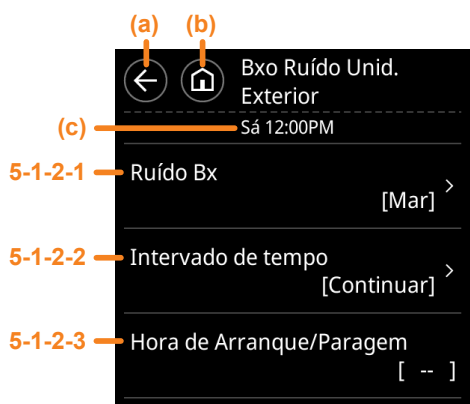 (a) (b)
Bxo Ruído Unid.
Exterior
(c) Sá 12:00PM
5-1-2-1 Ruído Bx
[Mar]
5-1-2-2 Intervado de tempo
[Continuar]
5-1-2-3 Hora de Arranque/Paragem
[ -- ]